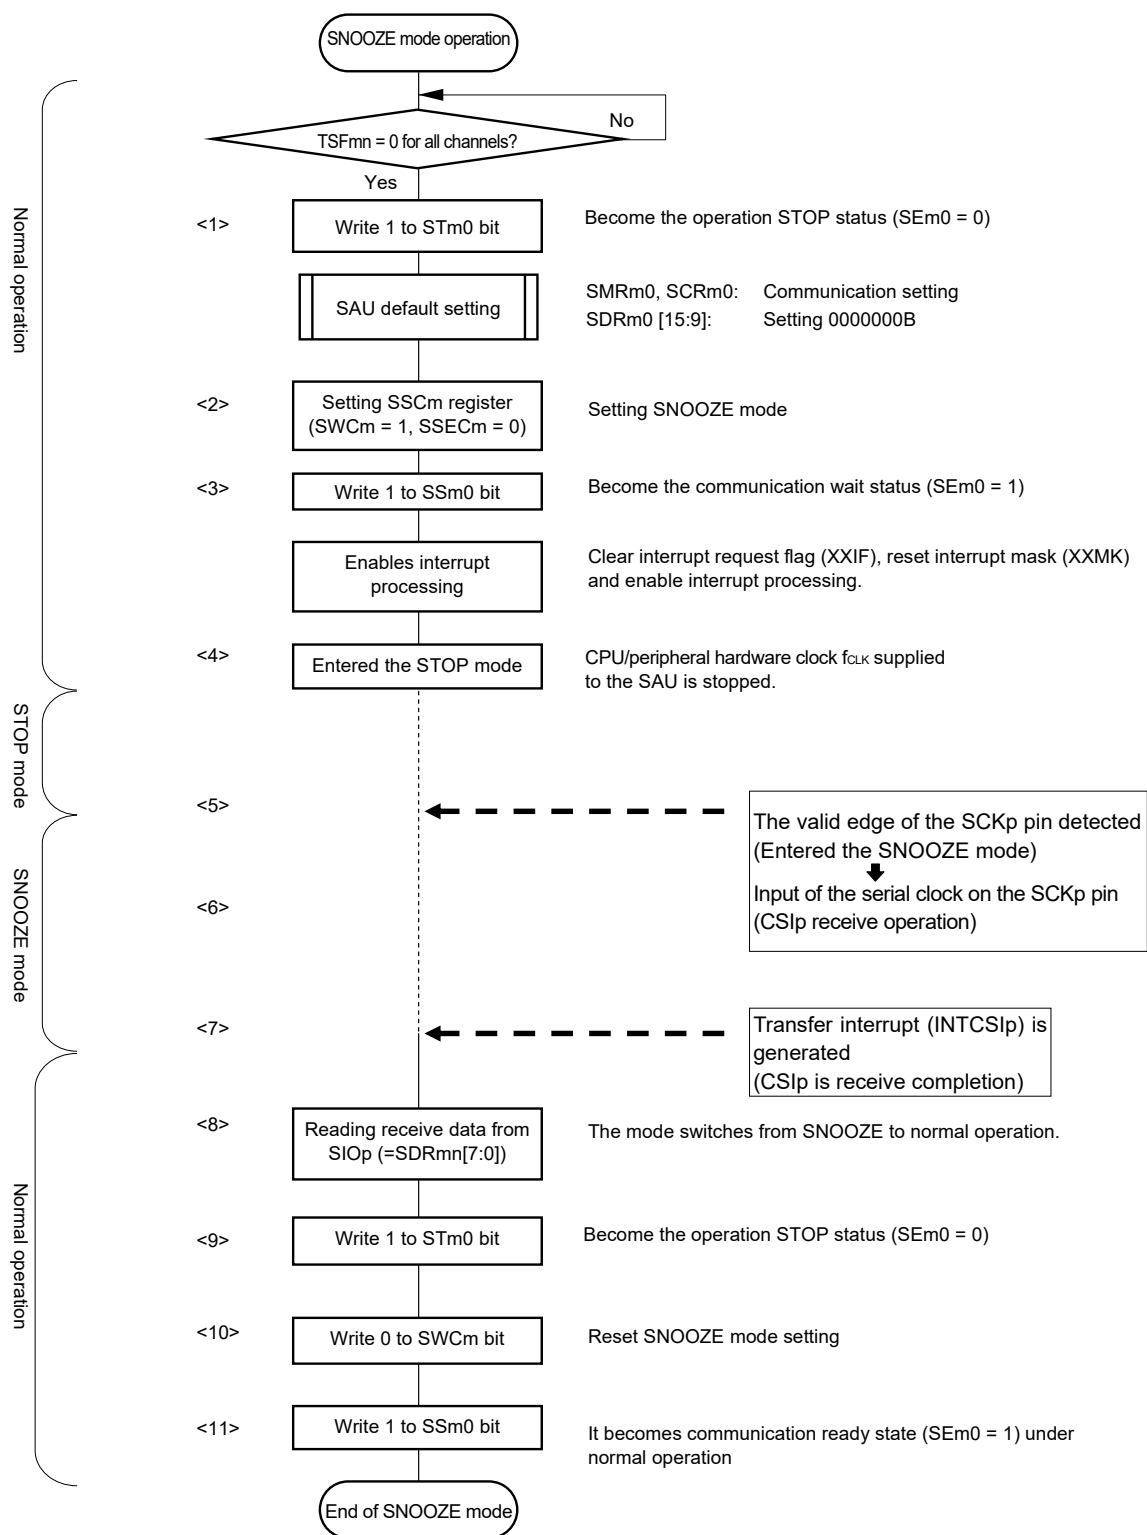 SNOOZE mode operation
No
TSFmn = 0 for all channels?
Yes
Normal operation
<1>
Write 1 to STm0 bit
Become the operation STOP status (SEm0 = 0)
SAU default setting
SMRm0, SCRm0: Communication setting
SDRm0 [15:9]: Setting 0000000B
<2>
Setting SSCm register
(SWCm = 1, SSECm = 0)
Setting SNOOZE mode
<3>
Write 1 to SSm0 bit
Become the communication wait status (SEm0 = 1)
Enables interrupt
processing
Clear interrupt request flag (XXIF), reset interrupt mask (XXMK)
and enable interrupt processing.
<4>
Entered the STOP mode
CPU/peripheral hardware clock fCLK supplied
to the SAU is stopped.
STOP mode
<5>
The valid edge of the SCKp pin detected
(Entered the SNOOZE mode)
SNOOZE mode
<6>
Input of the serial clock on the SCKp pin
(CSIp receive operation)
<7>
Transfer interrupt (INTCSIp) is
generated
(CSIp is receive completion)
Normal operation
<8>
Reading receive data from
SIOp (=SDRmn[7:0])
The mode switches from SNOOZE to normal operation.
<9>
Write 1 to STm0 bit
Become the operation STOP status (SEm0 = 0)
<10>
Write 0 to SWCm bit
Reset SNOOZE mode setting
<11>
Write 1 to SSm0 bit
It becomes communication ready state (SEm0 = 1) under
normal operation
End of SNOOZE mode